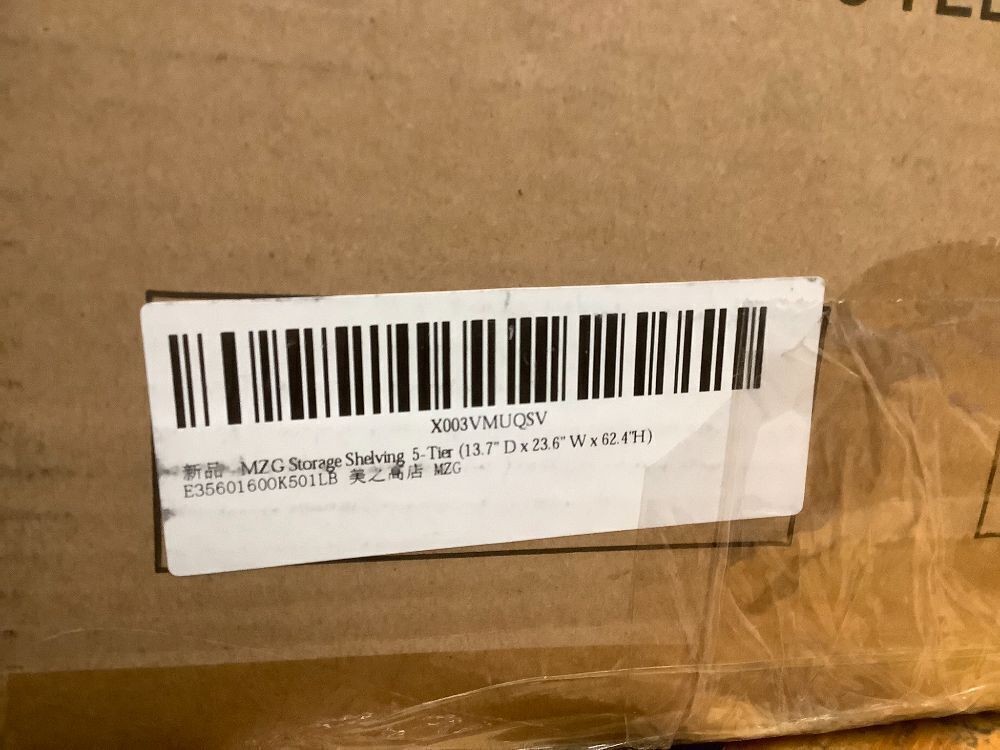 X003VMUQSV
新品 MZG Storage Shelving 5-Tier (13.7" D x 23.6" W x 62.4"H)
E35601600K501LB 美之高店 MZG